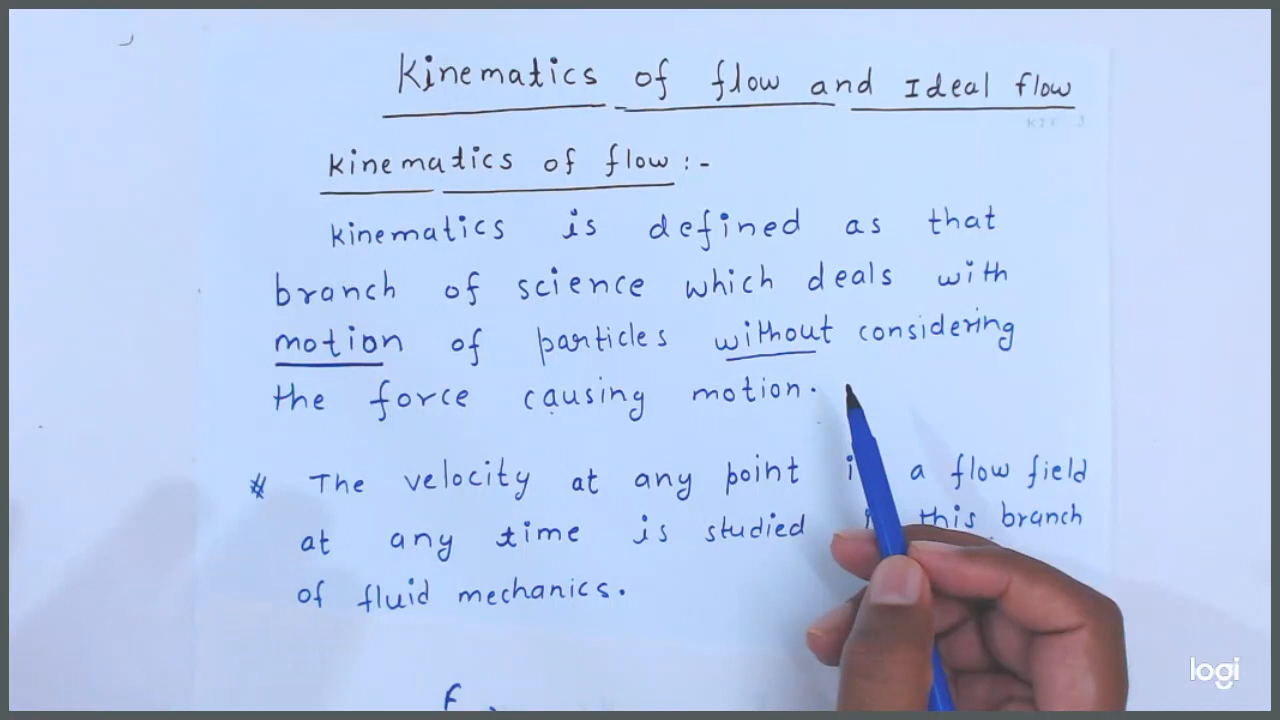 Kinematics of flow and Ideal flow
kinematics of flow :-
kinematics is defined as that
branch of science which deals with
motion of particles without considering
the force causing motion.
* The velocity at any point a flow field
at any time is studied this branch
of fluid mechanics.
logi